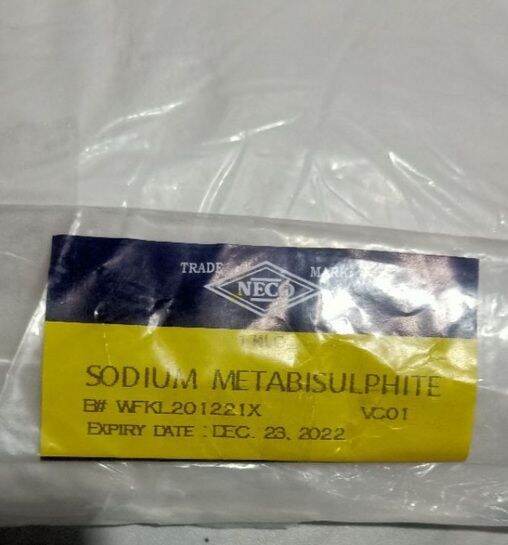 TRADE MARK
NECO
SODIUM METABISULPHITE
B# WFKL201221X VC01
EXPIRY DATE : DEC. 23, 2022